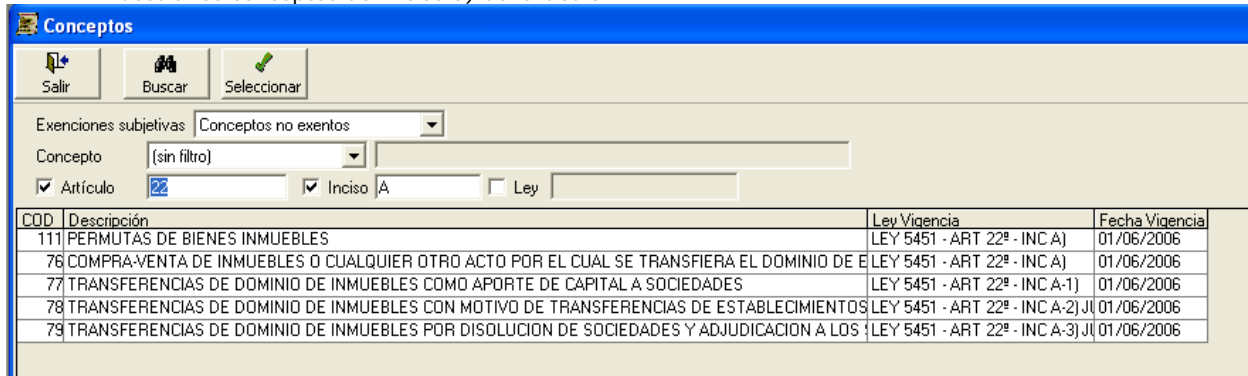 Conceptos
Salir Buscar Seleccionar
Exenciones subjetivas Conceptos no exentos
Concepto (sin filtro)
Artículo 22 Inciso A Ley
COD Descripción Ley Vigencia Fecha Vigencia
111 PERMUTAS DE BIENES INMUEBLES LEY 5451 - ART 22º - INC A) 01/06/2006
76 COMPRA-VENTA DE INMUEBLES O CUALQUIER OTRO ACTO POR EL CUAL SE TRANSFIERA EL DOMINIO DE E LEY 5451 - ART 22º - INC A) 01/06/2006
77 TRANSFERENCIAS DE DOMINIO DE INMUEBLES COMO APORTE DE CAPITAL A SOCIEDADES LEY 5451 - ART 22º - INC A-1) 01/06/2006
78 TRANSFERENCIAS DE DOMINIO DE INMUEBLES CON MOTIVO DE TRANSFERENCIAS DE ESTABLECIMIENTOS LEY 5451 - ART 22º - INC A-2) JU 01/06/2006
79 TRANSFERENCIAS DE DOMINIO DE INMUEBLES POR DISOLUCION DE SOCIEDADES Y ADJUDICACION A LOS LEY 5451 - ART 22º - INC A-3) JU 01/06/2006